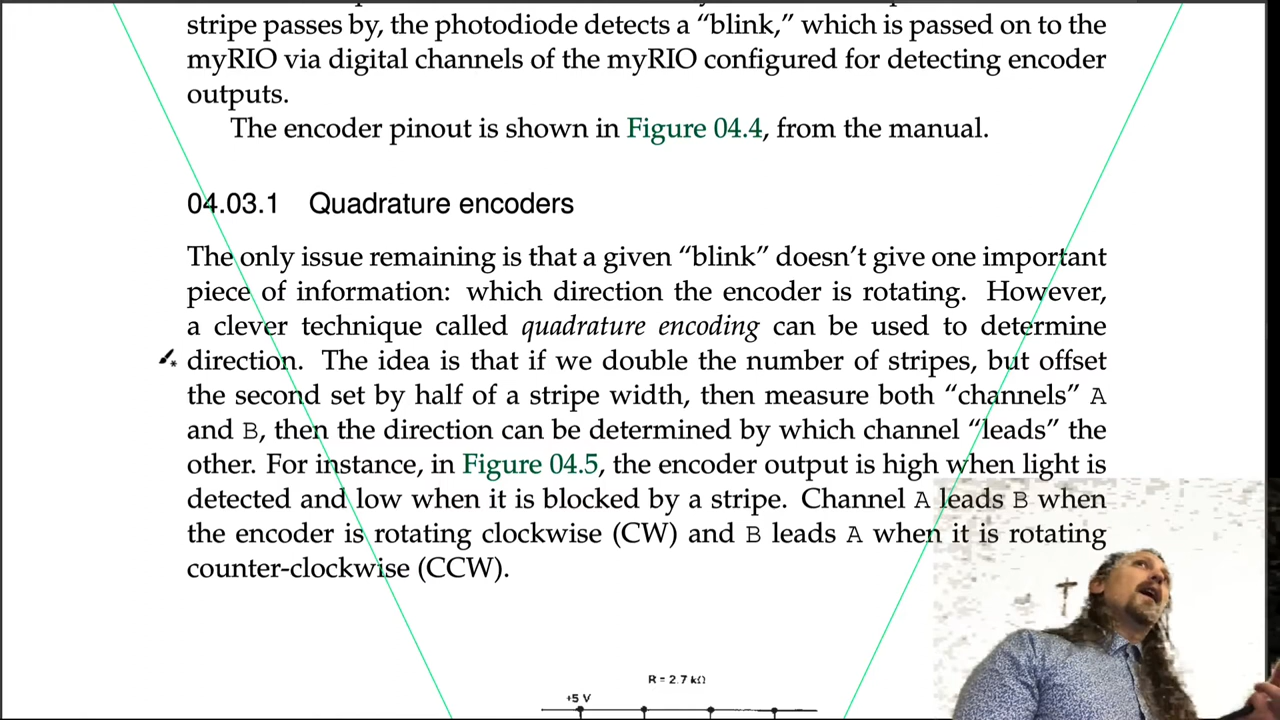 stripe passes by, the photodiode detects a “blink,” which is passed on to the
myRIO via digital channels of the myRIO configured for detecting encoder
outputs.
The encoder pinout is shown in Figure 04.4, from the manual.
04.03.1 Quadrature encoders
The only issue remaining is that a given “blink” doesn’t give one important
piece of information: which direction the encoder is rotating. However,
a clever technique called quadrature encoding can be used to determine
direction. The idea is that if we double the number of stripes, but offset
the second set by half of a stripe width, then measure both “channels” A
and B, then the direction can be determined by which channel “leads” the
other. For instance, in Figure 04.5, the encoder output is high when light is
detected and low when it is blocked by a stripe. Channel A leads B when
the encoder is rotating clockwise (CW) and B leads A when it is rotating
counter-clockwise (CCW).
R = 2.7 kΩ
+5 V